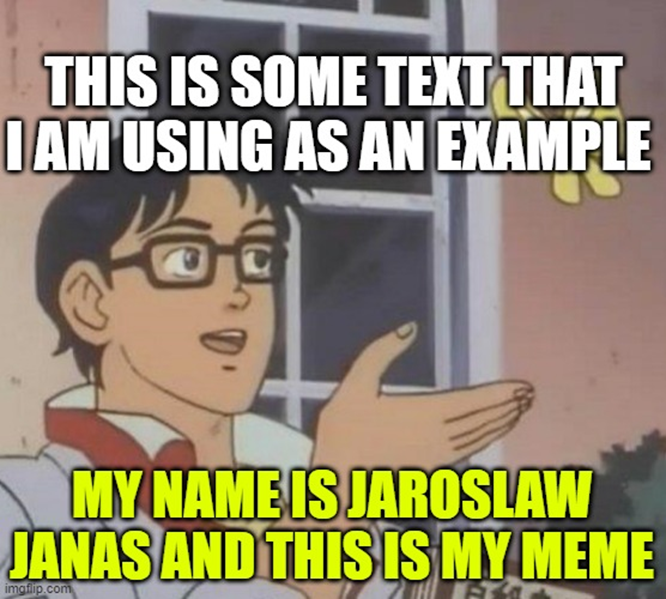 THIS IS SOME TEXT THAT
I AM USING AS AN EXAMPLE
MY NAME IS JAROSLAW
JANAS AND THIS IS MY MEME
imgflip.com